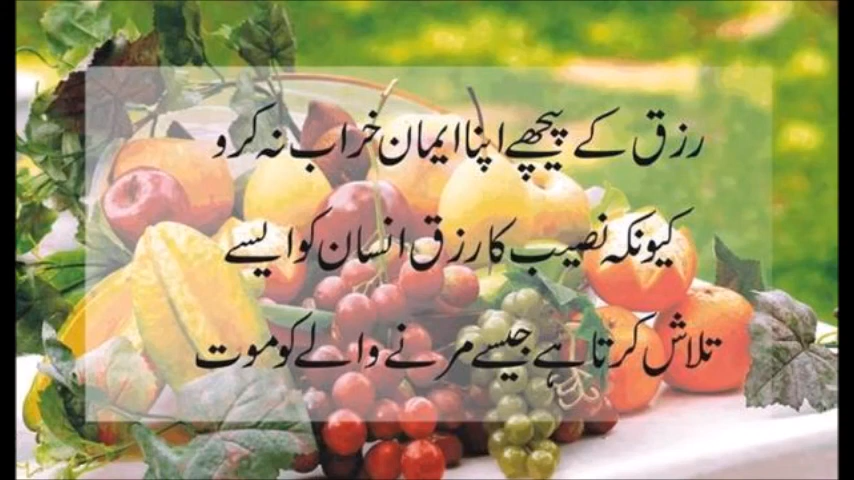 رزق کے پیچھے اپنا ایمان خراب نہ کرو
کیونکہ نصیب کا رزق انسان کو ایسے
تلاش کرتا ہے جیسے مرنے والے کو موت